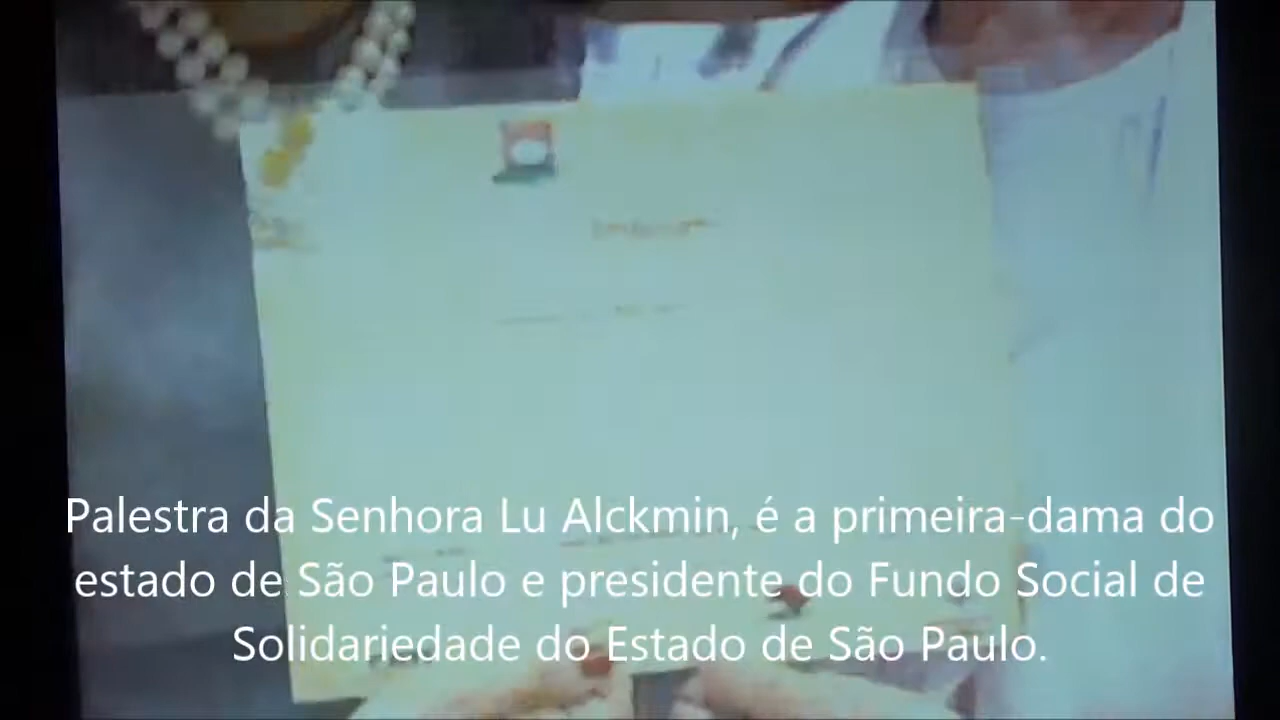 Palestra da Senhora Lu Alckmin, é a primeira-dama do
estado de São Paulo e presidente do Fundo Social de
Solidariedade do Estado de São Paulo.